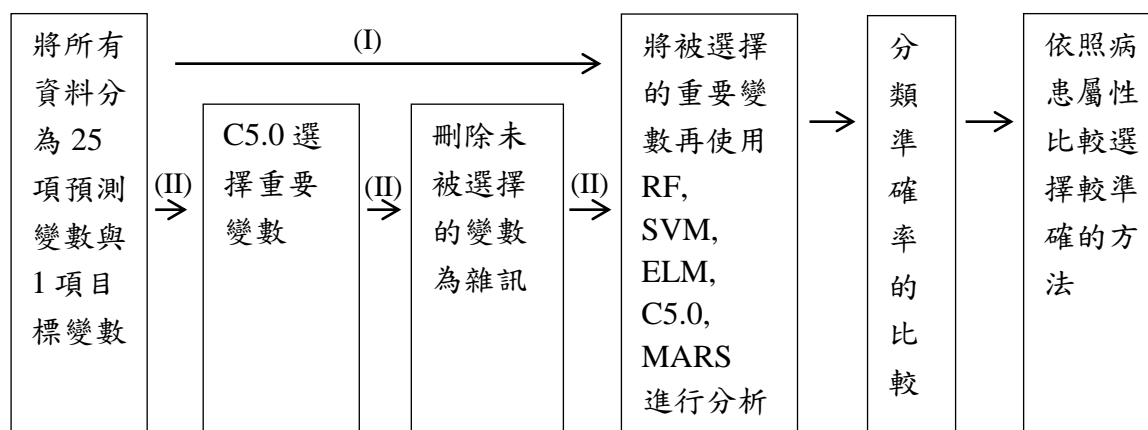 將所有
資料分
為 25
項預測
變數與
1 項目
標變數
(I)
(II)
C5.0 選
擇重要
變數
(II)
刪除未
被選擇
的變數
為雜訊
(II)
將被選擇
的重要變
數再使用
RF,
SVM,
ELM,
C5.0,
MARS
進行分析
分
類
準
確
率
的
比
較
依照病
患屬性
比較選
擇較準
確的方
法